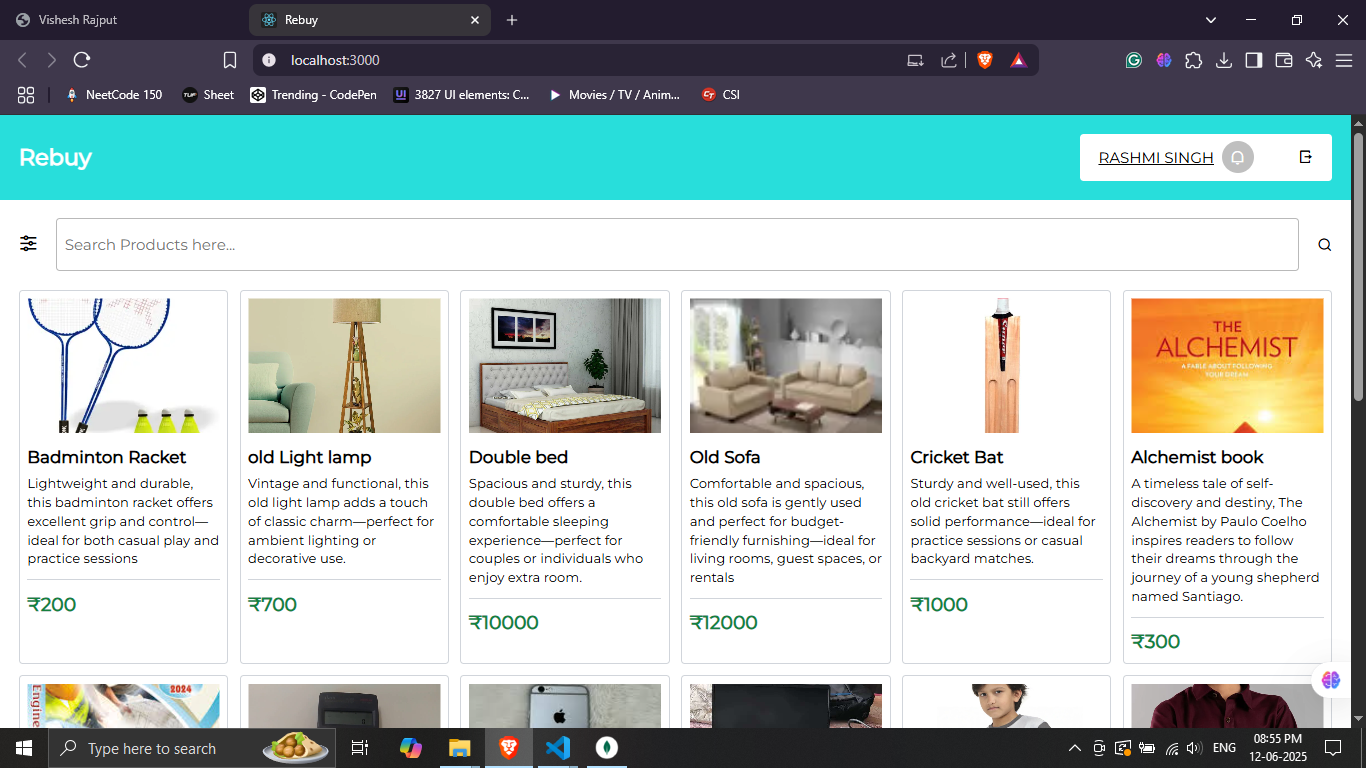 Vishesh Rajput
Rebuy
localhost:3000
NeetCode 150
TUF Sheet
Trending - CodePen
UI 3827 UI elements: C...
Movies / TV / Anim...
CT CSI
Rebuy
RASHMI SINGH
Search Products here...
THE
ALCHEMIST
A FABLE ABOUT FOLLOWING
YOUR DREAM
Badminton Racket
Lightweight and durable,
this badminton racket offers
excellent grip and control—
ideal for both casual play and
practice sessions
₹200
old Light lamp
Vintage and functional, this
old light lamp adds a touch
of classic charm—perfect for
ambient lighting or
decorative use.
₹700
Double bed
Spacious and sturdy, this
double bed offers a
comfortable sleeping
experience—perfect for
couples or individuals who
enjoy extra room.
₹10000
Old Sofa
Comfortable and spacious,
this old sofa is gently used
and perfect for budget-
friendly furnishing—ideal for
living rooms, guest spaces, or
rentals
₹12000
Cricket Bat
Sturdy and well-used, this
old cricket bat still offers
solid performance—ideal for
practice sessions or casual
backyard matches.
₹1000
Alchemist book
A timeless tale of self-
discovery and destiny, The
Alchemist by Paulo Coelho
inspires readers to follow
their dreams through the
journey of a young shepherd
named Santiago.
₹300
Engine
2024
Type here to search
ENG
08:55 PM
12-06-2025